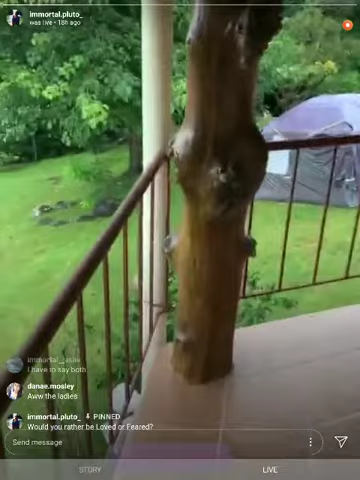 immortal.pluto_
was live • 18h ago
I have to say both
danae.mosley
Aww the ladies
immortal.pluto_ PINNED
Would you rather be Loved or Feared?
Send message
STORY
LIVE